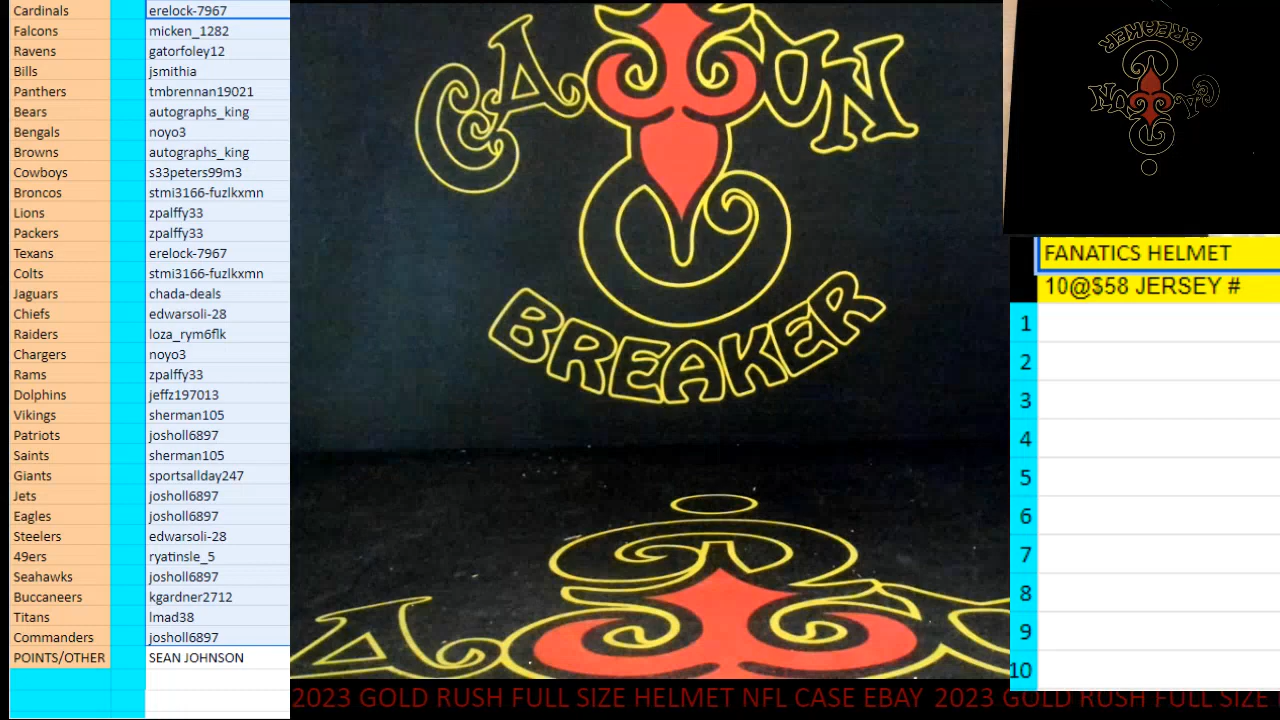 Cardinals erelock-7967
Falcons micken_1282
Ravens gatorfoley12
Bills jsmithia
Panthers tmbrennan19021
Bears autographs_king
Bengals noyo3
Browns autographs_king
Cowboys s33peters99m3
Broncos stmi3166-fuzlkxmn
Lions zpalffy33
Packers zpalffy33
Texans erelock-7967
Colts stmi3166-fuzlkxmn
Jaguars chada-deals
Chiefs edwarsoli-28
Raiders loza_rym6flk
Chargers noyo3
Rams zpalffy33
Dolphins jeffz197013
Vikings sherman105
Patriots josholl6897
Saints sherman105
Giants sportsallday247
Jets josholl6897
Eagles josholl6897
Steelers edwarsoli-28
49ers ryatinsle_5
Seahawks josholl6897
Buccaneers kgardner2712
Titans lmad38
Commanders josholl6897
POINTS/OTHER SEAN JOHNSON
BREAKER
BREAKER
FANATICS HELMET
10@$58 JERSEY #
1
2
3
4
5
6
7
8
9
10
2023 GOLD RUSH FULL SIZE HELMET NFL CASE EBAY 2023 GOLD RUSH FULL SIZE